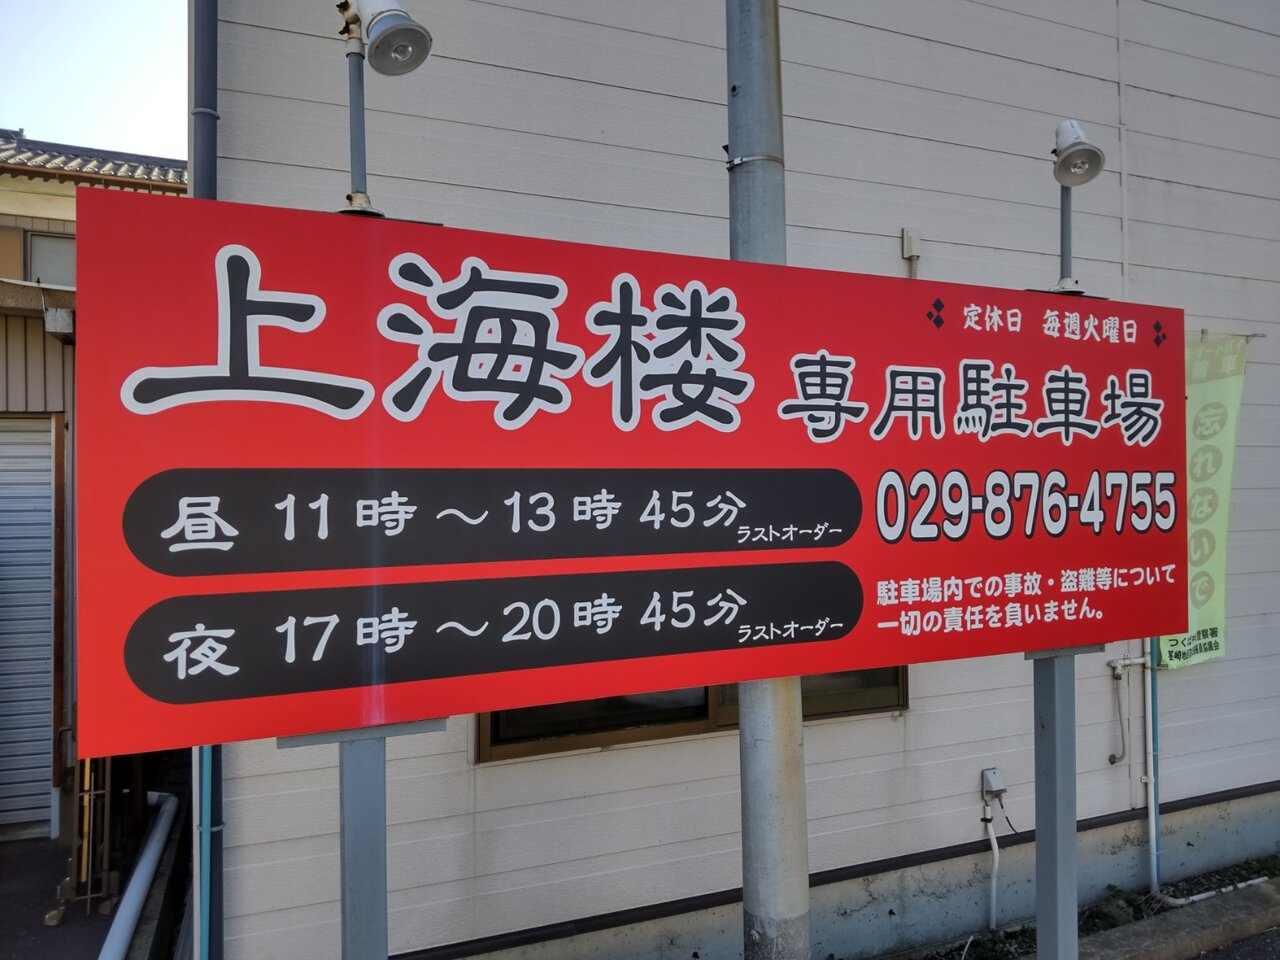 上海楼
定休日 毎週火曜日
専用駐車場
029-876-4755
昼 11時～13時45分
ラストオーダー
夜 17時～20時45分
ラストオーダー
駐車場内での事故・盗難等について
一切の責任を負いません。
忘れないで